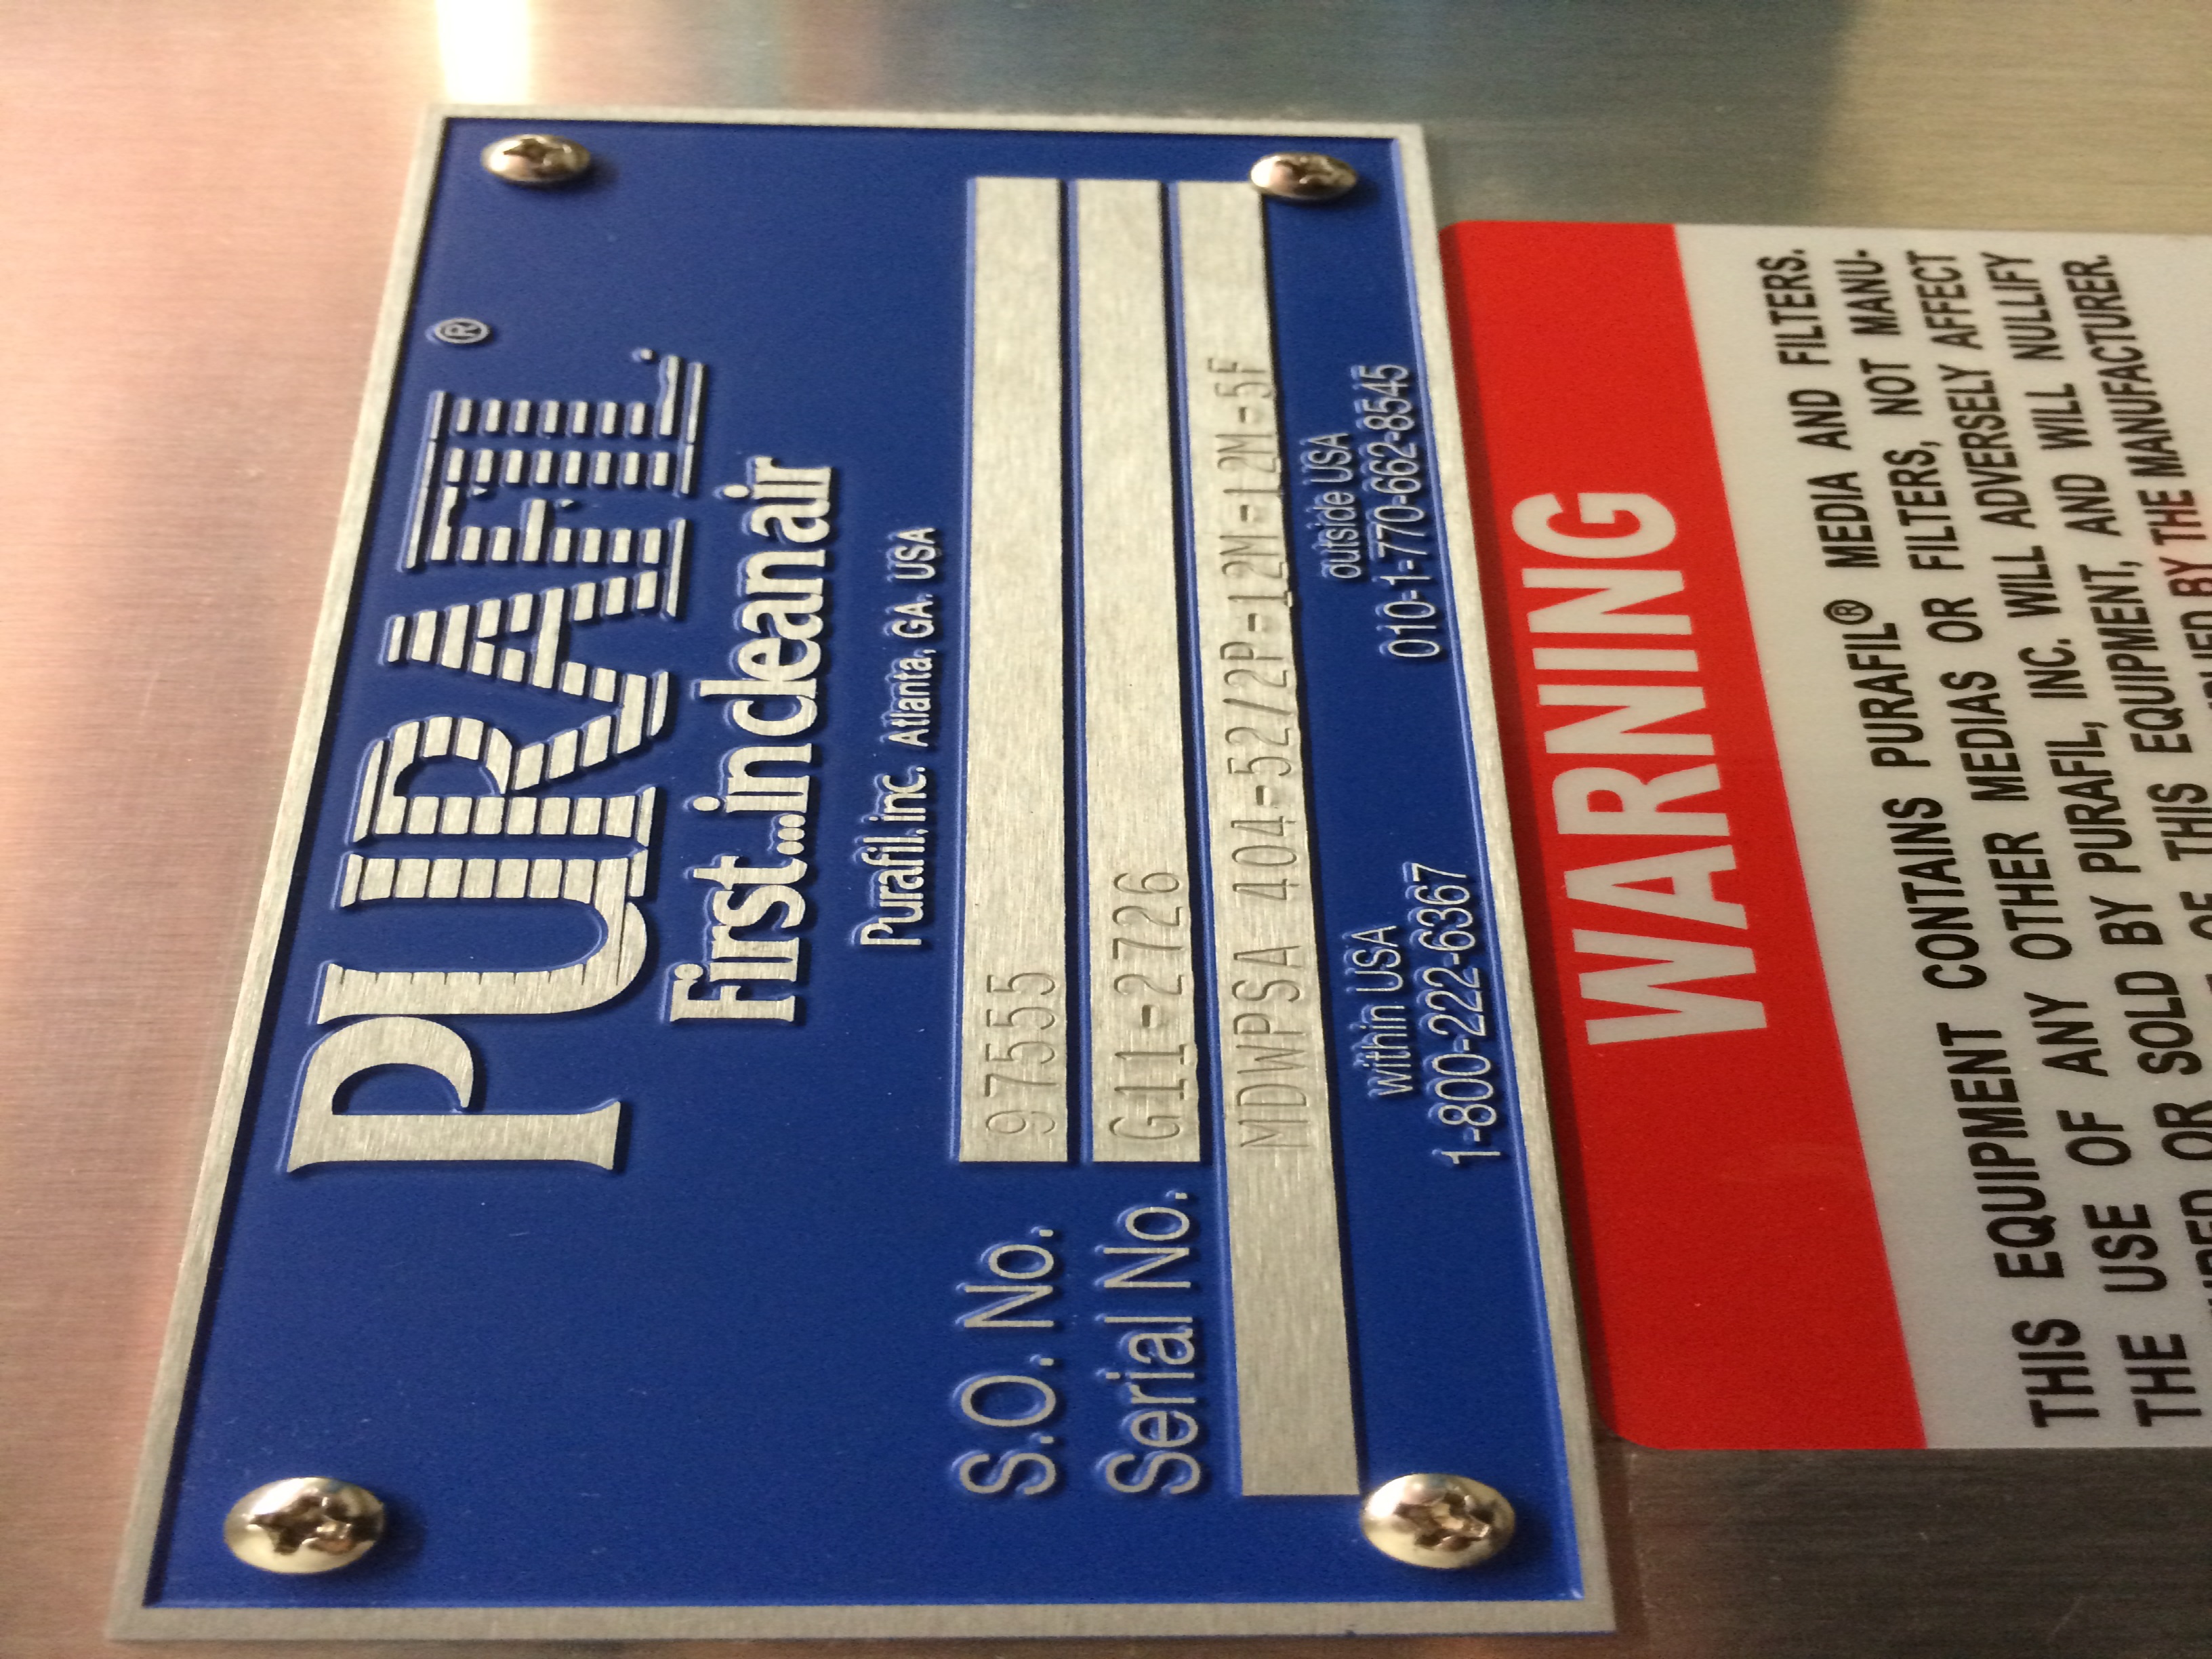 PURAFIL®
First...in clean air
Purafil, inc. Atlanta, GA. USA
S.O. No. 97555
Serial No. G11-2726
MDWPSA 404-52/2P-12M-12M-5F
within USA outside USA
1-800-222-6367 010-1-770-662-8545
WARNING
THIS EQUIPMENT CONTAINS PURAFIL® MEDIA AND FILTERS.
THE USE OF ANY OTHER MEDIAS OR FILTERS, NOT MANU-
OR SOLD BY PURAFIL, INC. WILL ADVERSELY AFFECT
OF THIS EQUIPMENT, AND WILL NULLIFY
BY THE MANUFACTURER.